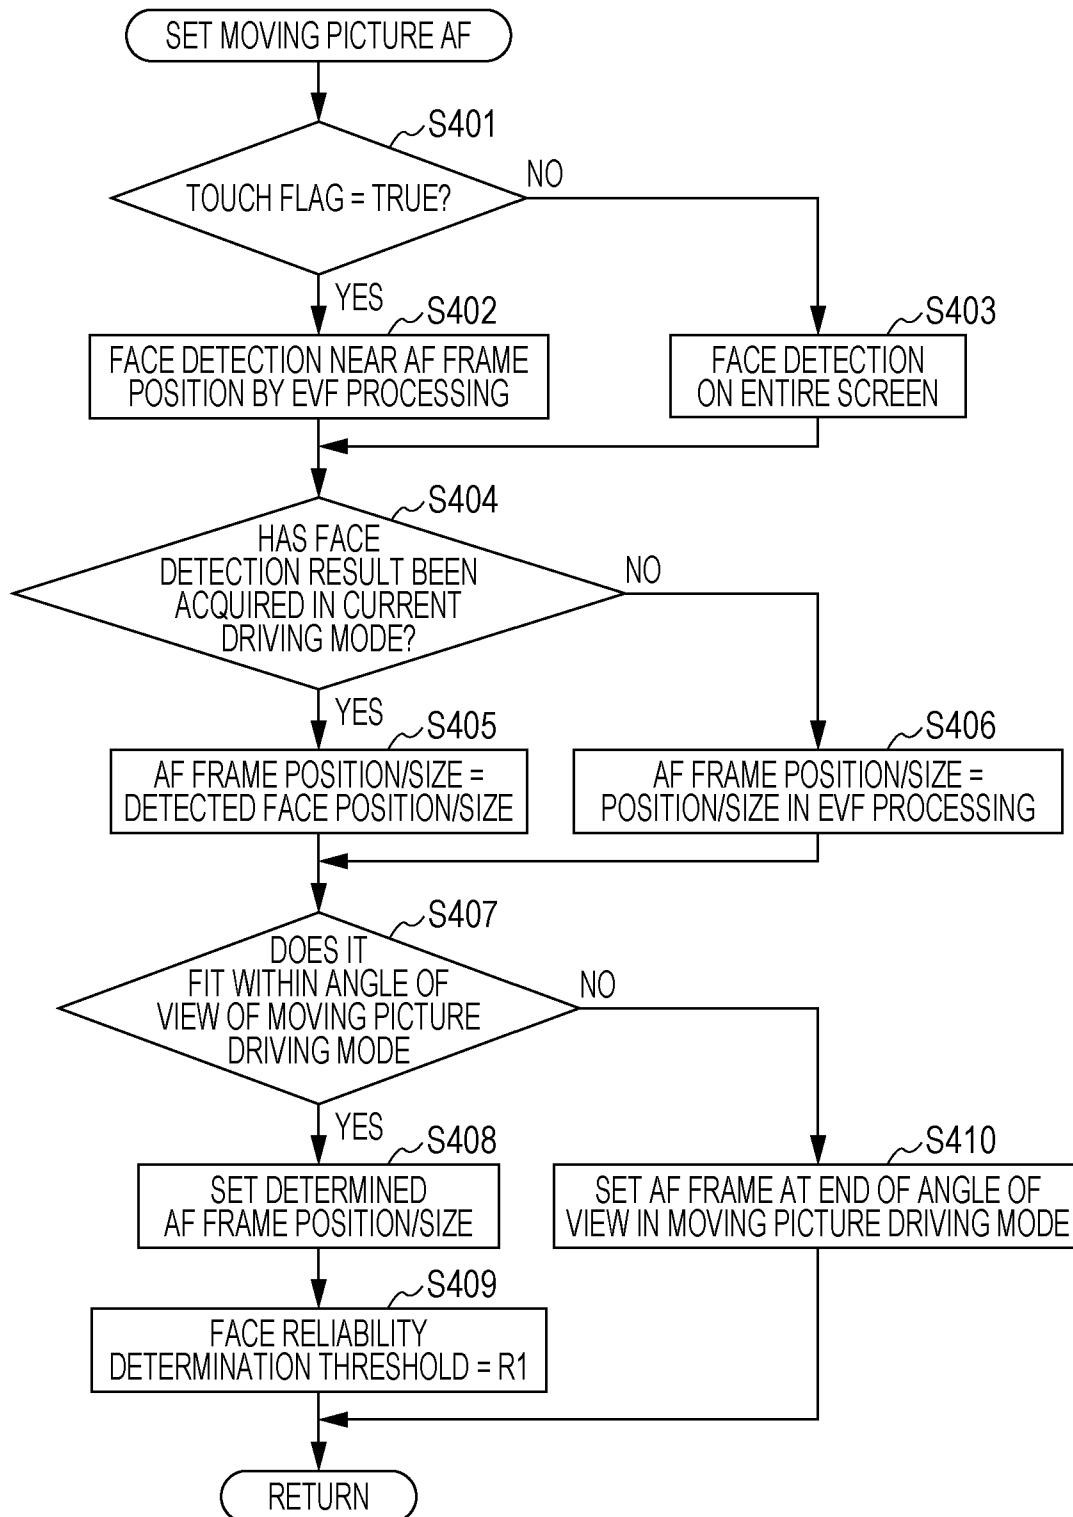 SET MOVING PICTURE AF
S401
TOUCH FLAG = TRUE?
NO
YES
S402
FACE DETECTION NEAR AF FRAME
POSITION BY EVF PROCESSING
S403
FACE DETECTION
ON ENTIRE SCREEN
S404
HAS FACE
DETECTION RESULT BEEN
ACQUIRED IN CURRENT
DRIVING MODE?
NO
YES
S405
AF FRAME POSITION/SIZE =
DETECTED FACE POSITION/SIZE
S406
AF FRAME POSITION/SIZE =
POSITION/SIZE IN EVF PROCESSING
S407
DOES IT
FIT WITHIN ANGLE OF
VIEW OF MOVING PICTURE
DRIVING MODE
NO
YES
S408
SET DETERMINED
AF FRAME POSITION/SIZE
S410
SET AF FRAME AT END OF ANGLE OF
VIEW IN MOVING PICTURE DRIVING MODE
S409
FACE RELIABILITY
DETERMINATION THRESHOLD = R1
RETURN